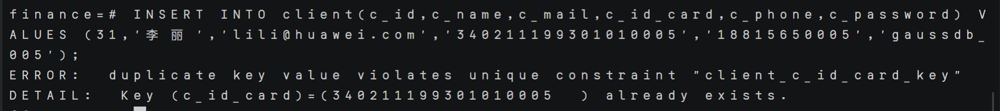 finance=# INSERT INTO client(c_id,c_name,c_mail,c_id_card,c_phone,c_password) V
ALUES (31,'李丽','lili@huawei.com','340211199301010005','18815650005','gaussdb_
005');
ERROR:  duplicate key value violates unique constraint "client_c_id_card_key"
DETAIL:  Key (c_id_card)=(340211199301010005  ) already exists.